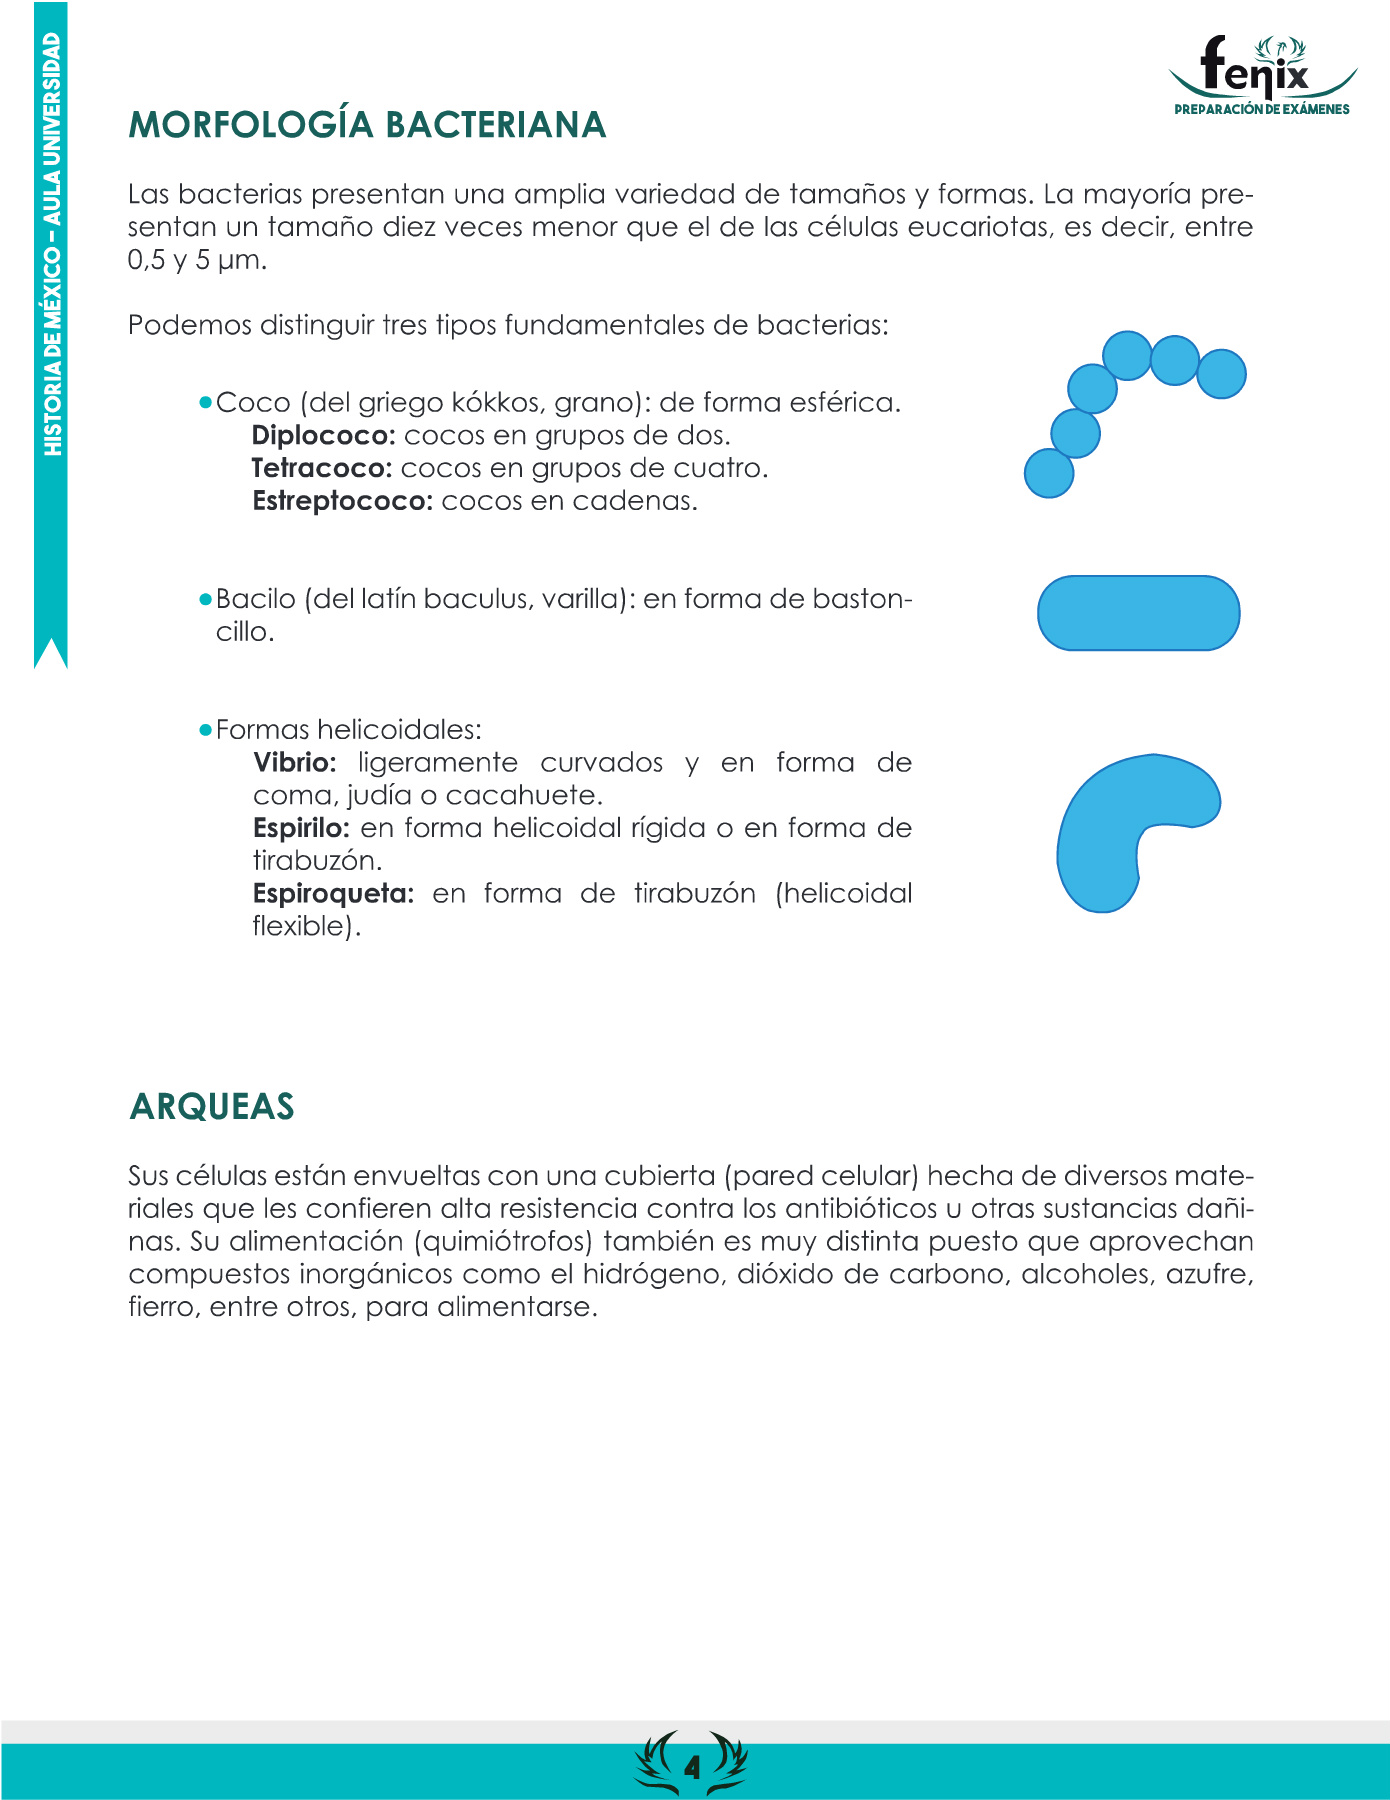 HISTORIA DE MÉXICO – AULA UNIVERSIDAD
fenix
PREPARACIÓN DE EXÁMENES
MORFOLOGÍA BACTERIANA
Las bacterias presentan una amplia variedad de tamaños y formas. La mayoría pre-
sentan un tamaño diez veces menor que el de las células eucariotas, es decir, entre
0,5 y 5 µm.
Podemos distinguir tres tipos fundamentales de bacterias:
•Coco (del griego kókkos, grano): de forma esférica.
Diplococo: cocos en grupos de dos.
Tetracoco: cocos en grupos de cuatro.
Estreptococo: cocos en cadenas.
•Bacilo (del latín baculus, varilla): en forma de baston-
cillo.
•Formas helicoidales:
Vibrio: ligeramente curvados y en forma de
coma, judía o cacahuete.
Espirilo: en forma helicoidal rígida o en forma de
tirabuzón.
Espiroqueta: en forma de tirabuzón (helicoidal
flexible).
ARQUEAS
Sus células están envueltas con una cubierta (pared celular) hecha de diversos mate-
riales que les confieren alta resistencia contra los antibióticos u otras sustancias dañi-
nas. Su alimentación (quimiótrofos) también es muy distinta puesto que aprovechan
compuestos inorgánicos como el hidrógeno, dióxido de carbono, alcoholes, azufre,
fierro, entre otros, para alimentarse.
4